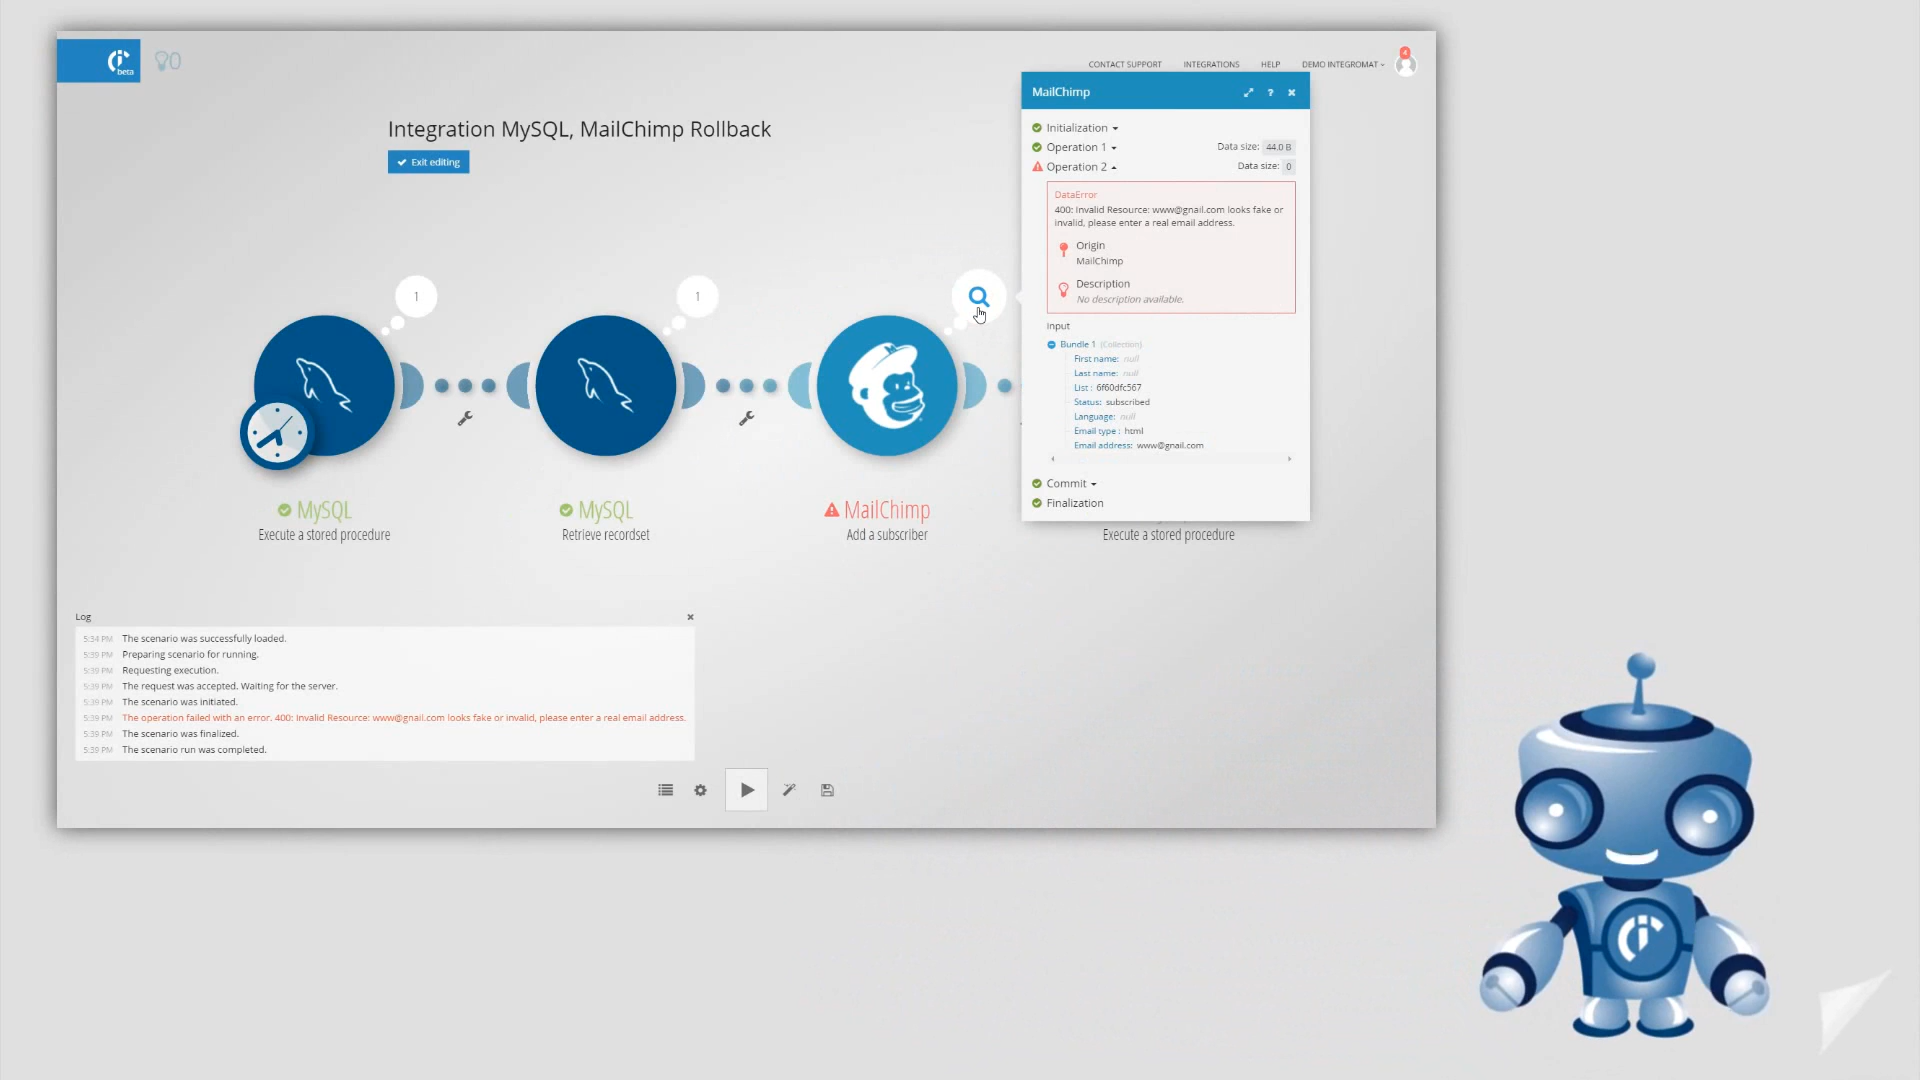 beta
0
CONTACT SUPPORT
INTEGRATIONS
HELP
DEMO INTEGROMAT
4
Integration MySQL, MailChimp Rollback
Exit editing
MailChimp
?
Initialization
Operation 1
Data size: 44.0 B
Operation 2
Data size: 0
DataError
400: Invalid Resource: www@gnail.com looks fake or
invalid, please enter a real email address.
Origin
MailChimp
Description
No description available.
Input
Bundle 1 (Collection)
First name: null
Last name: null
List : 6f60dfc567
Status: subscribed
Language: null
Email type : html
Email address: www@gnail.com
Commit
Finalization
1
1
MySQL
Execute a stored procedure
MySQL
Retrieve recordset
MailChimp
Add a subscriber
Execute a stored procedure
Log
5:34 PM The scenario was successfully loaded.
5:39 PM Preparing scenario for running.
5:39 PM Requesting execution.
5:39 PM The request was accepted. Waiting for the server.
5:39 PM The scenario was initiated.
5:39 PM The operation failed with an error. 400: Invalid Resource: www@gnail.com looks fake or invalid, please enter a real email address.
5:39 PM The scenario was finalized.
5:39 PM The scenario run was completed.